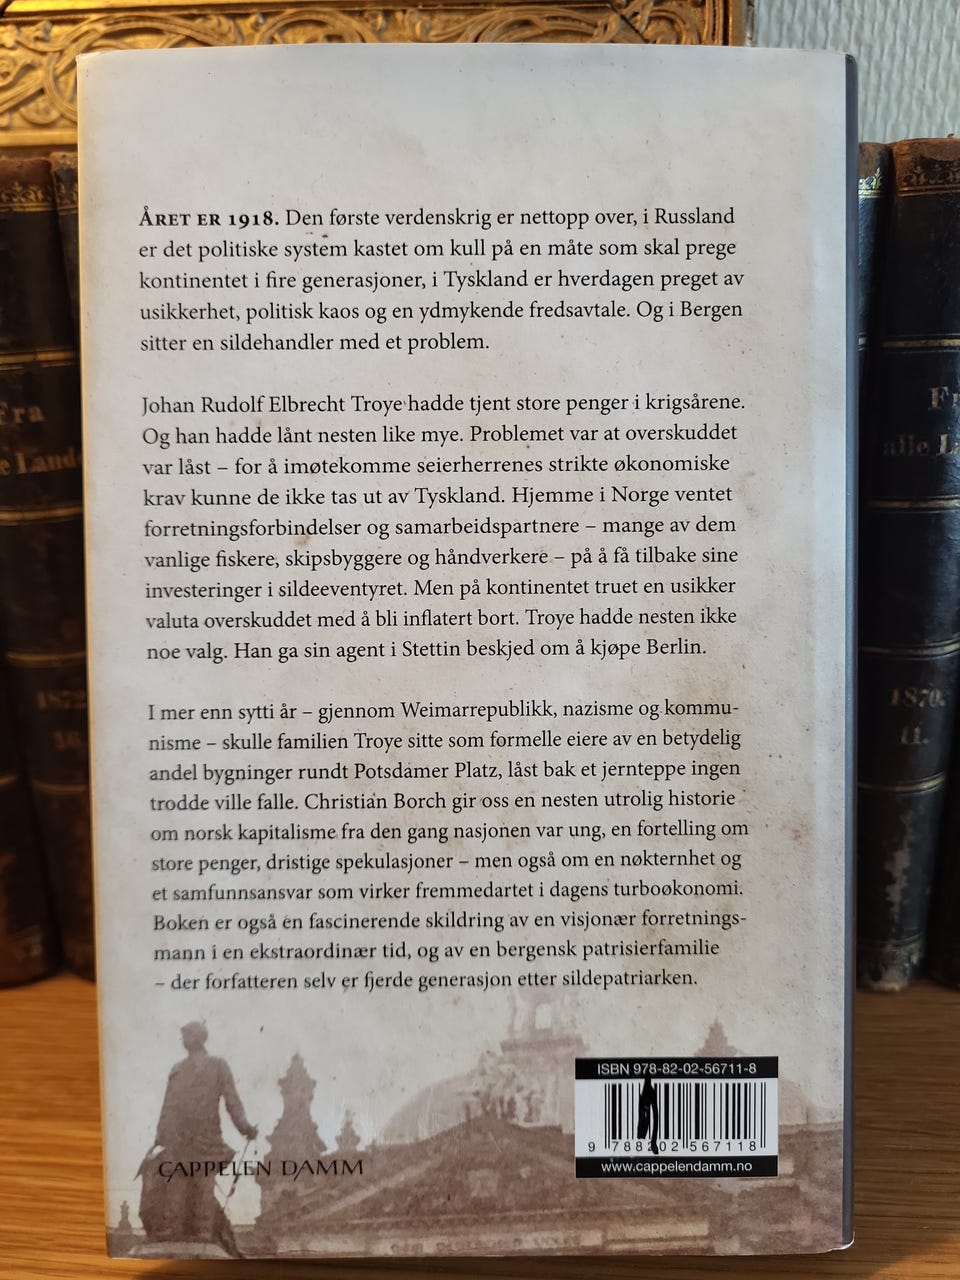 ÅRET ER 1918. Den første verdenskrig er nettopp over, i Russland
er det politiske system kastet om kull på en måte som skal prege
kontinentet i fire generasjoner, i Tyskland er hverdagen preget av
usikkerhet, politisk kaos og en ydmykende fredsavtale. Og i Bergen
sitter en sildehandler med et problem.
Johan Rudolf Elbrecht Troye hadde tjent store penger i krigsårene.
Og han hadde lånt nesten like mye. Problemet var at overskuddet
var låst – for å imøtekomme seierherrenes strikte økonomiske
krav kunne de ikke tas ut av Tyskland. Hjemme i Norge ventet
forretningsforbindelser og samarbeidspartnere – mange av dem
vanlige fiskere, skipsbyggere og håndverkere – på å få tilbake sine
investeringer i sildeeventyret. Men på kontinentet truet en usikker
valuta overskuddet med å bli inflatert bort. Troye hadde nesten ikke
noe valg. Han ga sin agent i Stettin beskjed om å kjøpe Berlin.
I mer enn sytti år – gjennom Weimarrepublikk, nazisme og kommu-
nisme – skulle familien Troye sitte som formelle eiere av en betydelig
andel bygninger rundt Potsdamer Platz, låst bak et jernteppe ingen
trodde ville falle. Christian Borch gir oss en nesten utrolig historie
om norsk kapitalisme fra den gang nasjonen var ung, en fortelling om
store penger, dristige spekulasjoner – men også om en nøkternhet og
et samfunnsansvar som virker fremmedartet i dagens turboøkonomi.
Boken er også en fascinerende skildring av en visjonær forretnings-
mann i en ekstraordinær tid, og av en bergensk patrisierfamilie
– der forfatteren selv er fjerde generasjon etter sildepatriarken.
ISBN 978-82-02-56711-8
9 788202 567118
www.cappelendamm.no
CAPPELEN DAMM
Fra
Lande
1872
16
alle
1870.
11.